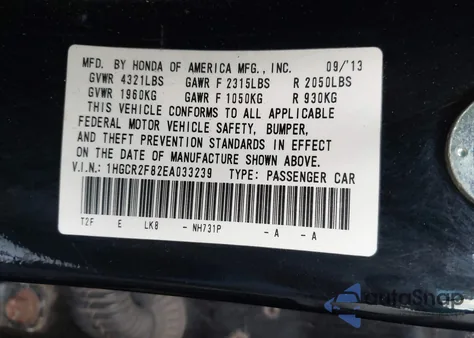 MFD. BY HONDA OF AMERICA MFG., INC. 09/'13
GVWR 4321LBS GAWR F 2315LBS R 2050LBS
GVWR 1960KG GAWR F 1050KG R 930KG
THIS VEHICLE CONFORMS TO ALL APPLICABLE
FEDERAL MOTOR VEHICLE SAFETY, BUMPER,
AND THEFT PREVENTION STANDARDS IN EFFECT
ON THE DATE OF MANUFACTURE SHOWN ABOVE.
V.I.N.: 1HGCR2F82EA033239 TYPE: PASSENGER CAR
T2F E LK8 - NH731P - A - A
AutoSnap